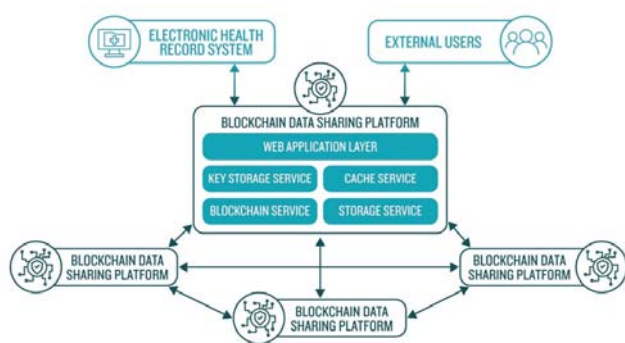 ELECTRONIC HEALTH
RECORD SYSTEM
EXTERNAL USERS
BLOCKCHAIN DATA SHARING PLATFORM
WEB APPLICATION LAYER
KEY STORAGE SERVICE
CACHE SERVICE
BLOCKCHAIN SERVICE
STORAGE SERVICE
BLOCKCHAIN DATA
SHARING PLATFORM
BLOCKCHAIN DATA
SHARING PLATFORM
BLOCKCHAIN DATA
SHARING PLATFORM